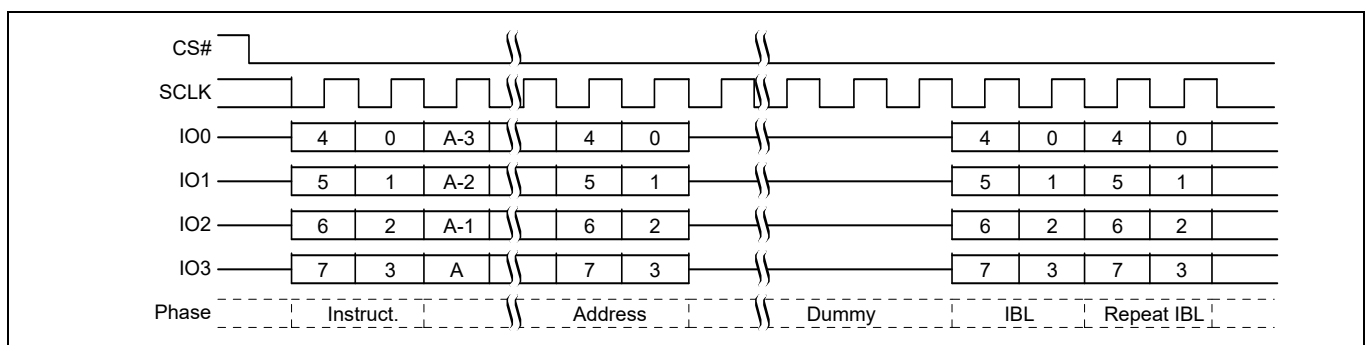 CS#
SCLK
IO0 4 0 A-3 4 0 4 0 4 0
IO1 5 1 A-2 5 1 5 1 5 1
IO2 6 2 A-1 6 2 6 2 6 2
IO3 7 3 A 7 3 7 3 7 3
Phase Instruct. Address Dummy IBL Repeat IBL